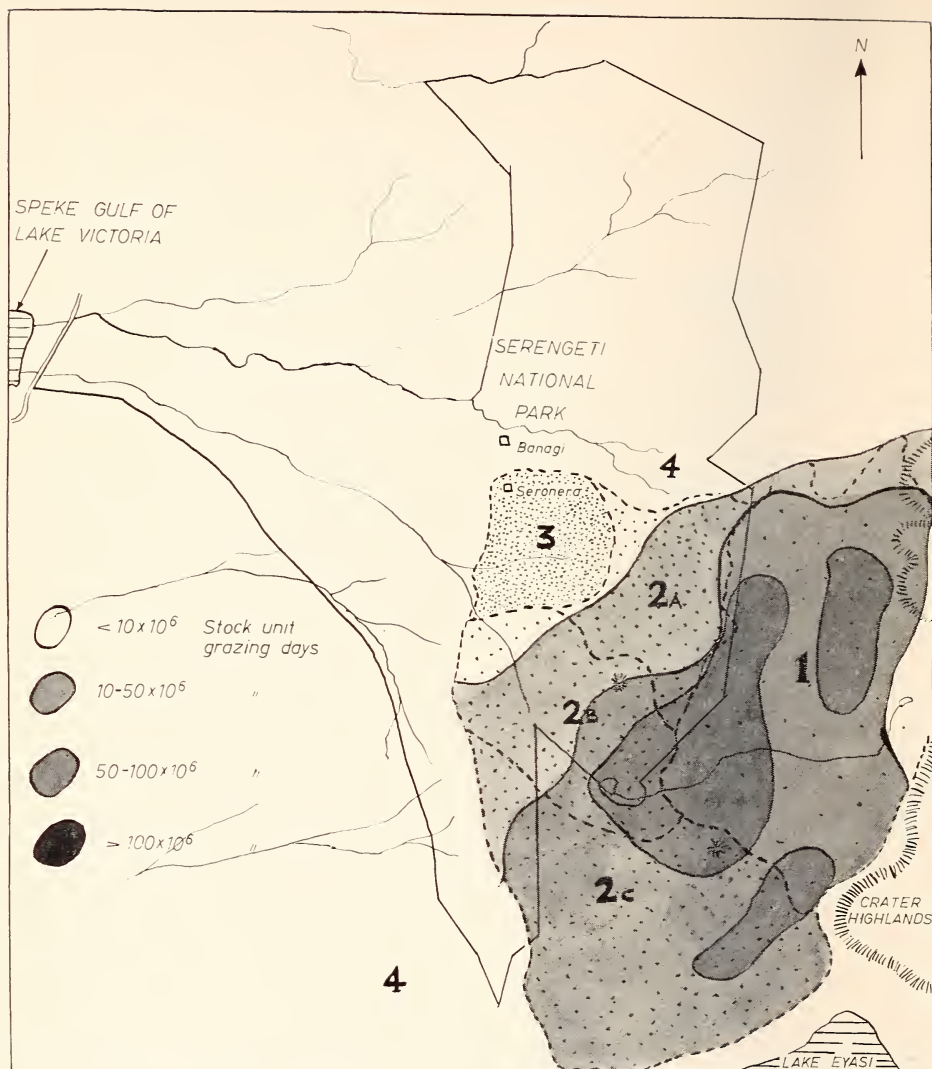 N
SPEKE GULF OF
LAKE VICTORIA
SERENGETI
NATIONAL
PARK
Banagi
4
Seronera
3
2A
1
< 10 x 10⁶ Stock unit
grazing days
10-50 x 10⁶ "
2B
50-100 x 10⁶ "
> 100 x 10⁶ "
2C
CRATER
HIGHLANDS
4
LAKE EYASI